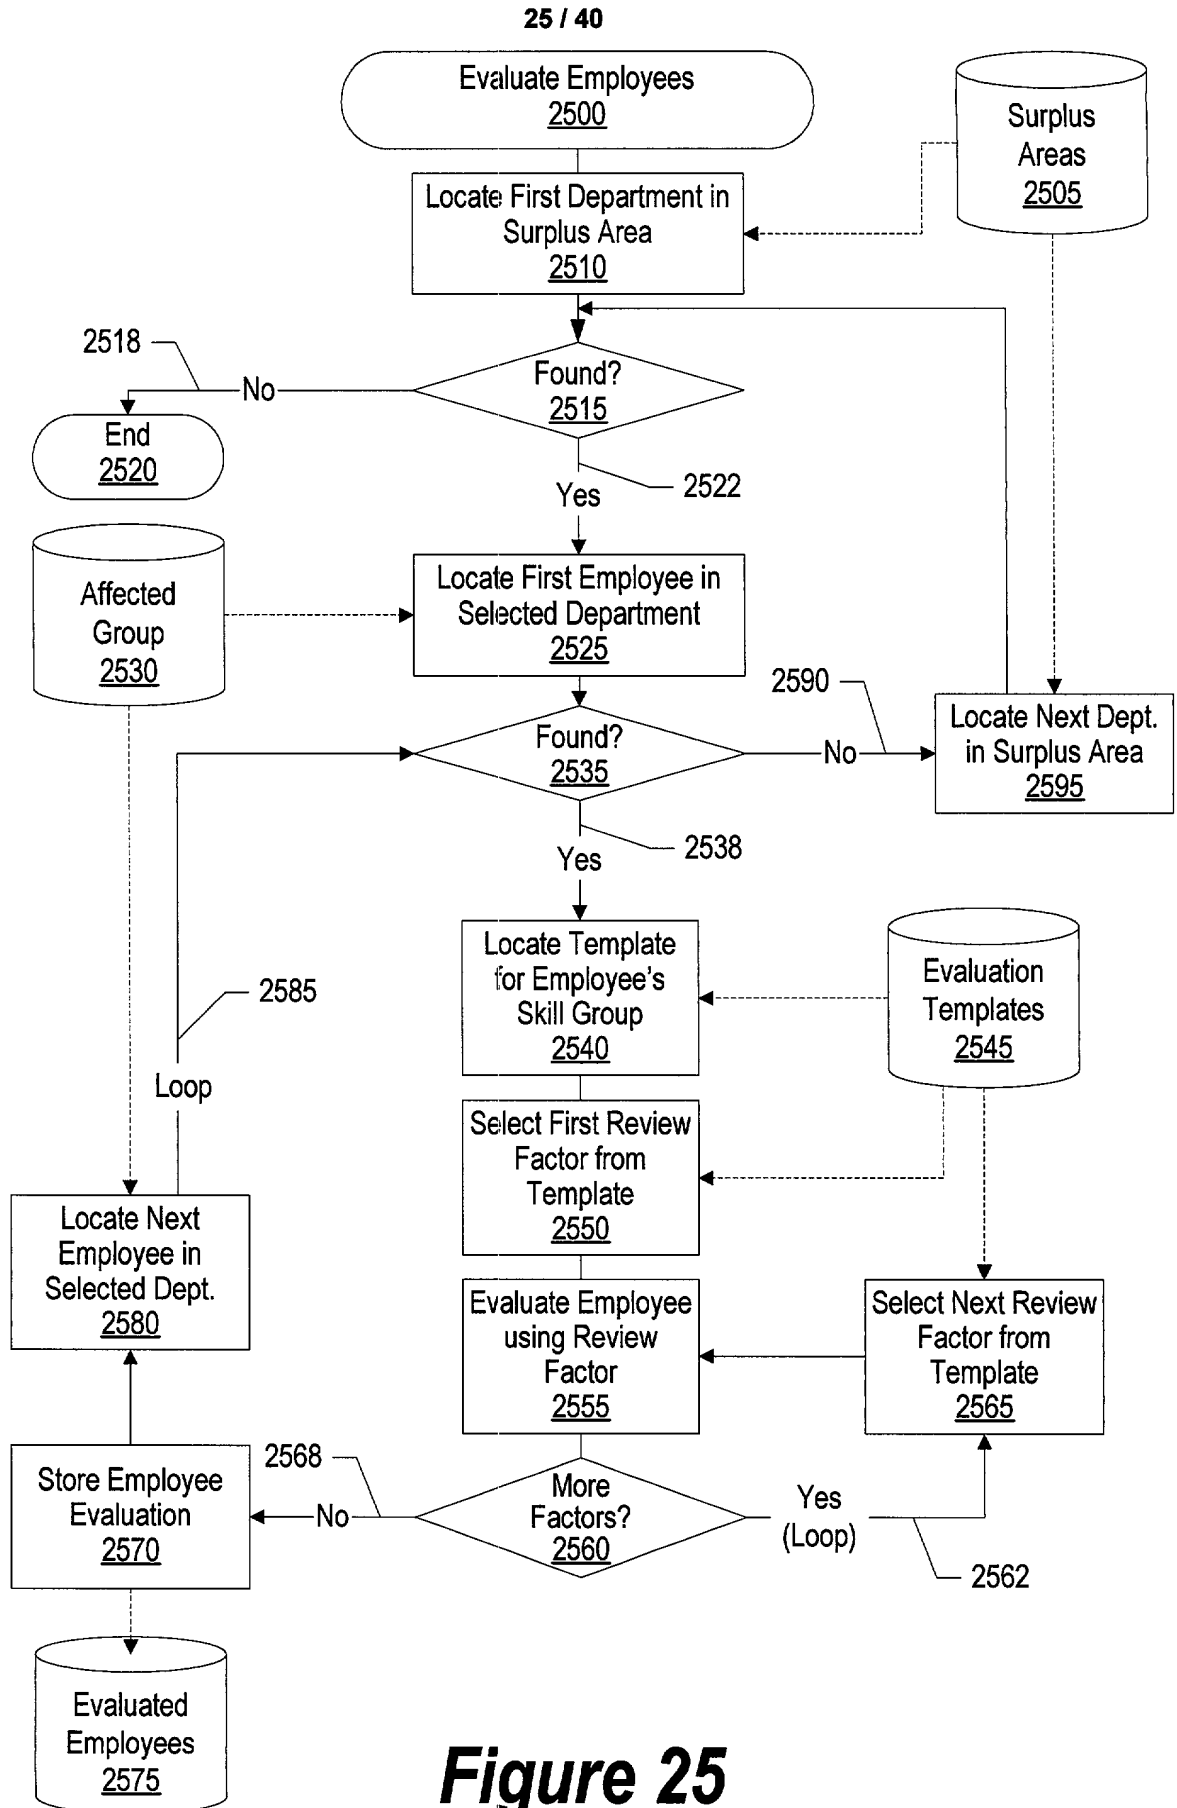 25 / 40
Evaluate Employees
2500
Surplus
Areas
2505
Locate First Department in
Surplus Area
2510
2518
No
Found?
2515
End
2520
2522
Yes
Affected
Group
2530
Locate First Employee in
Selected Department
2525
2590
Found?
2535
No
Locate Next Dept.
in Surplus Area
2595
2538
Yes
Locate Template
for Employee's
Skill Group
2540
Evaluation
Templates
2545
2585
Loop
Select First Review
Factor from
Template
2550
Locate Next
Employee in
Selected Dept.
2580
Evaluate Employee
using Review
Factor
2555
Select Next Review
Factor from
Template
2565
Store Employee
Evaluation
2570
2568
No
More
Factors?
2560
Yes
(Loop)
2562
Evaluated
Employees
2575
Figure 25